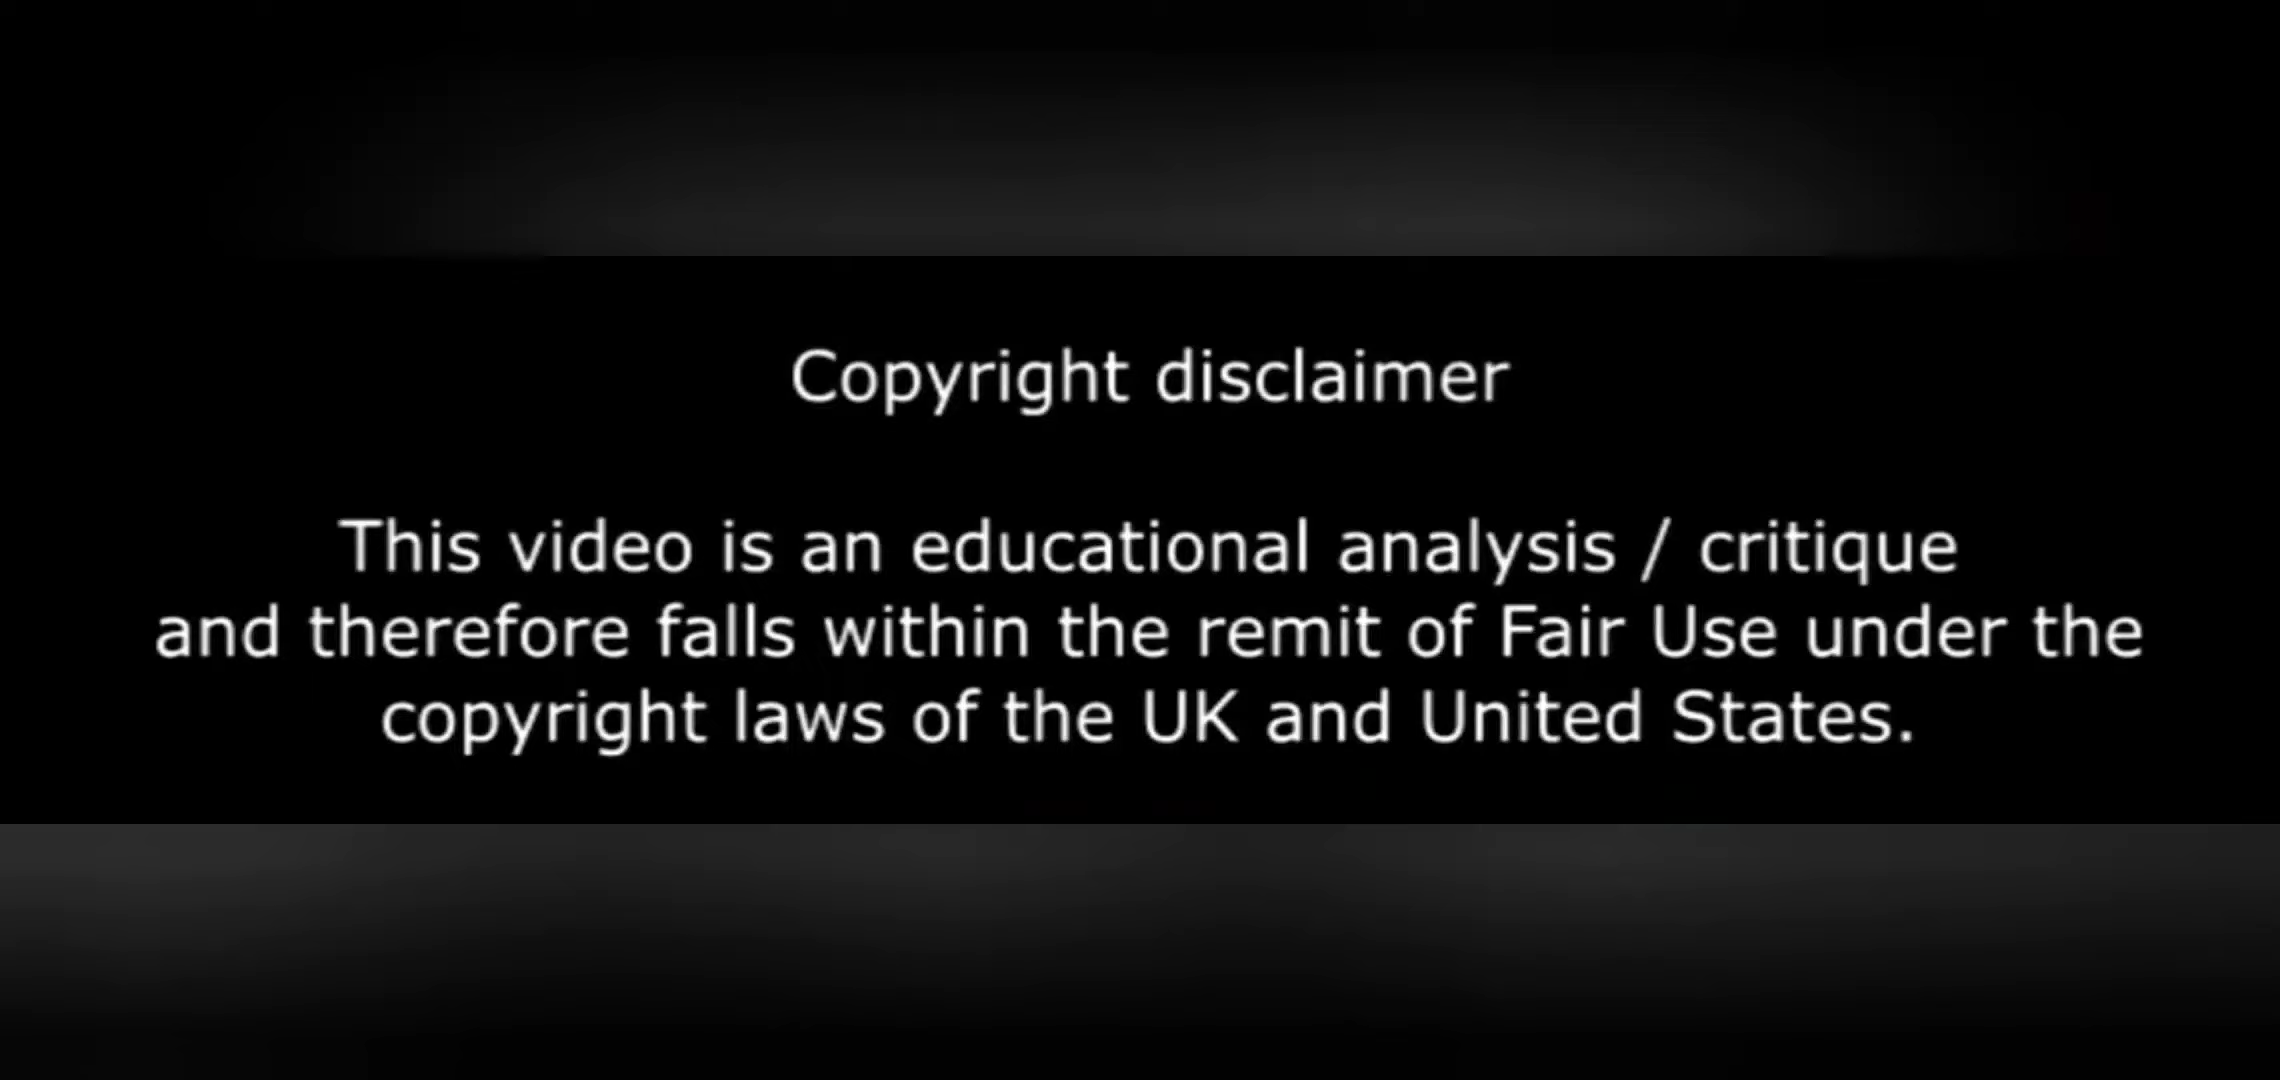 Copyright disclaimer
This video is an educational analysis / critique
and therefore falls within the remit of Fair Use under the
copyright laws of the UK and United States.